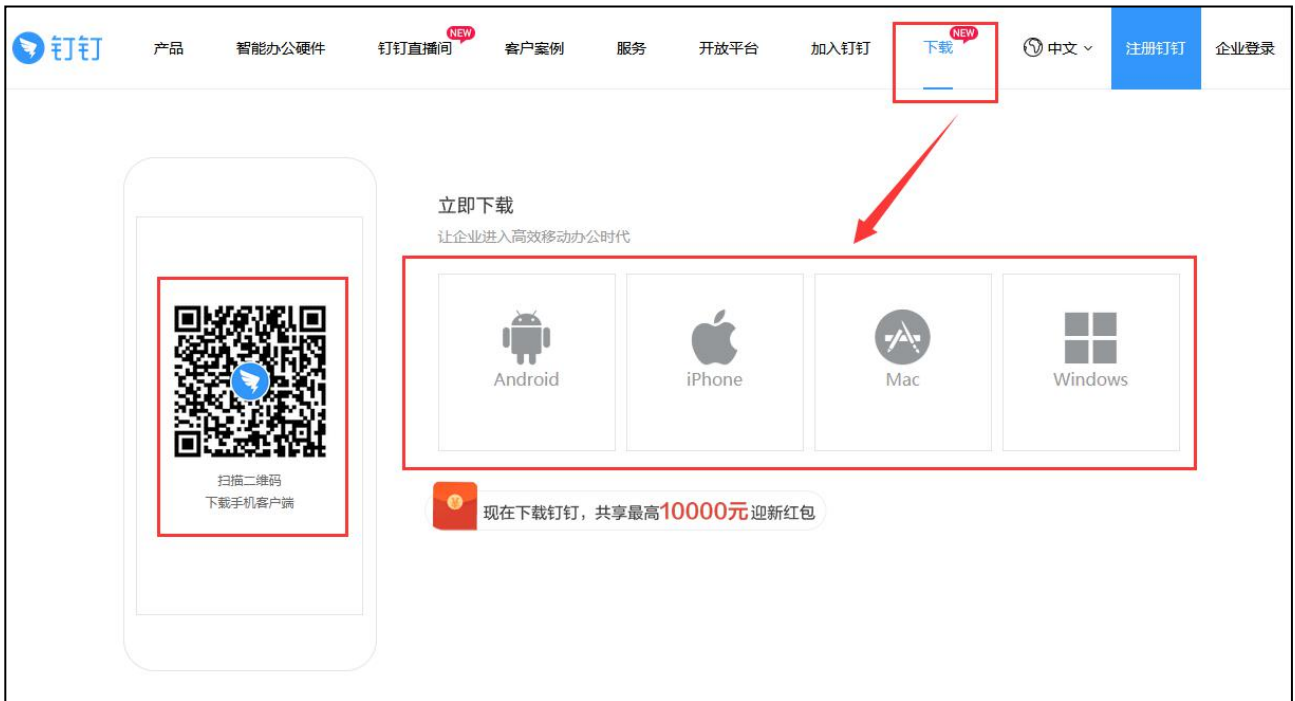 钉钉 产品 智能办公硬件 钉钉直播间 NEW 客户案例 服务 开放平台 加入钉钉 下载 NEW 中文 注册钉钉 企业登录
立即下载
让企业进入高效移动办公时代
Android iPhone Mac Windows
扫描二维码
下载手机客户端
现在下载钉钉，共享最高10000元迎新红包